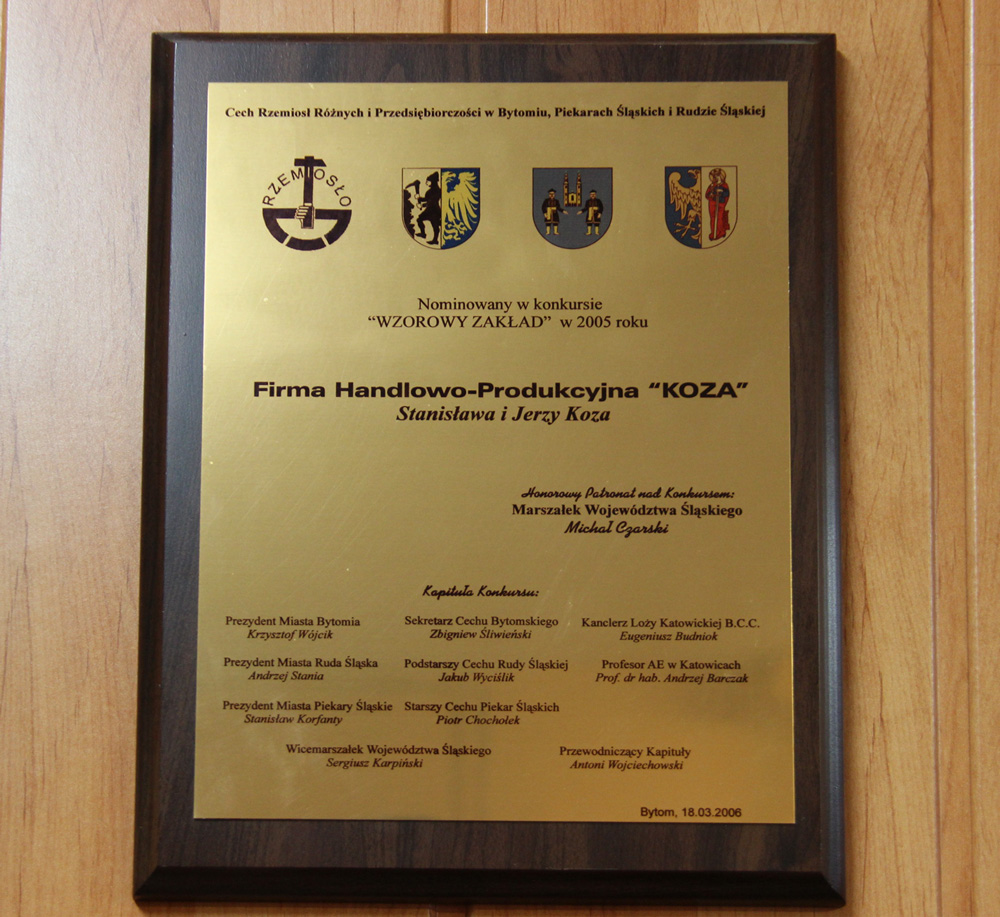 Cech Rzemiosł Różnych i Przedsiębiorczości w Bytomiu, Piekarach Śląskich i Rudzie Śląskiej
RZEMIOSŁO
Nominowany w konkursie
“WZOROWY ZAKŁAD” w 2005 roku
Firma Handlowo-Produkcyjna “KOZA”
Stanisława i Jerzy Koza
Honorowy Patronat nad Konkursem:
Marszałek Województwa Śląskiego
Michał Czarski
Kapituła Konkursu:
Prezydent Miasta Bytomia
Krzysztof Wójcik
Sekretarz Cechu Bytomskiego
Zbigniew Śliwieński
Kanclerz Loży Katowickiej B.C.C.
Eugeniusz Budniok
Prezydent Miasta Ruda Śląska
Andrzej Stania
Podstarszy Cechu Rudy Śląskiej
Jakub Wyciślik
Profesor AE w Katowicach
Prof. dr hab. Andrzej Barczak
Prezydent Miasta Piekary Śląskie
Stanisław Korfanty
Starszy Cechu Piekar Śląskich
Piotr Chochołek
Wicemarszałek Województwa Śląskiego
Sergiusz Karpiński
Przewodniczący Kapituły
Antoni Wojciechowski
Bytom, 18.03.2006